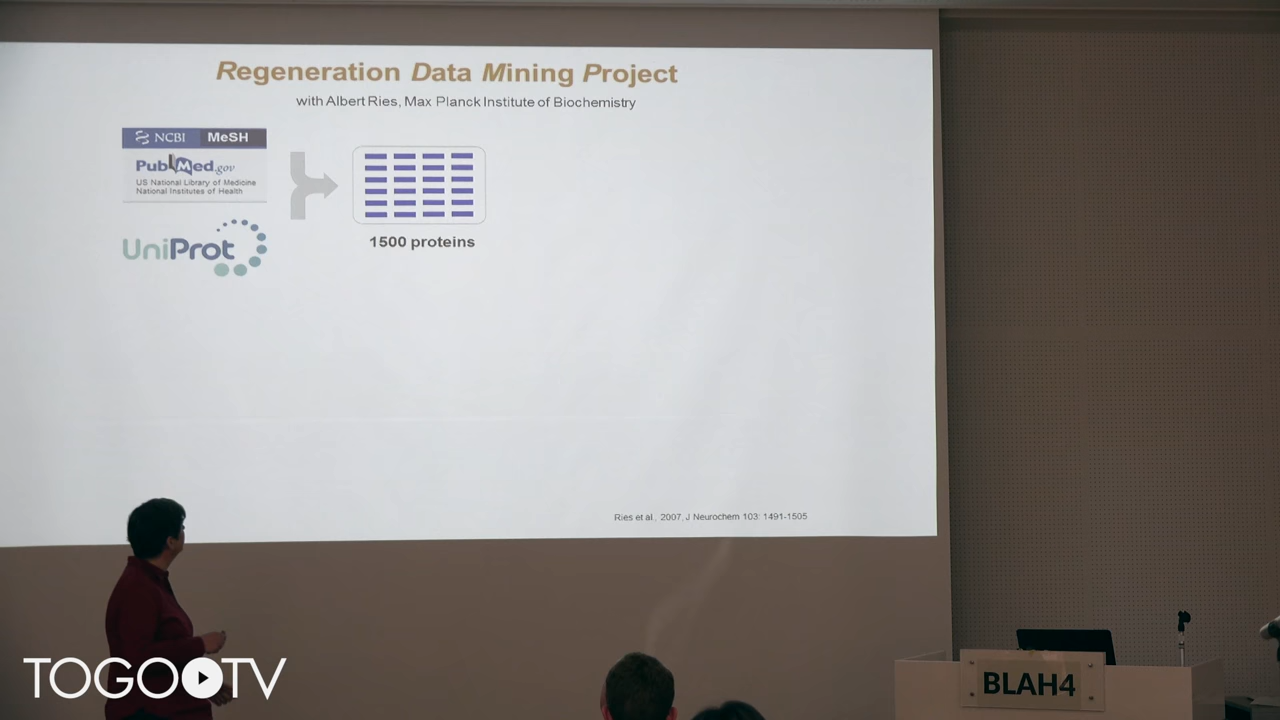 Regeneration Data Mining Project
with Albert Ries, Max Planck Institute of Biochemistry
NCBI MeSH
PubMed.gov
US National Library of Medicine
National Institutes of Health
UniProt
1500 proteins
Ries et al., 2007, J Neurochem 103: 1491-1505
TOGO TV
BLAH4